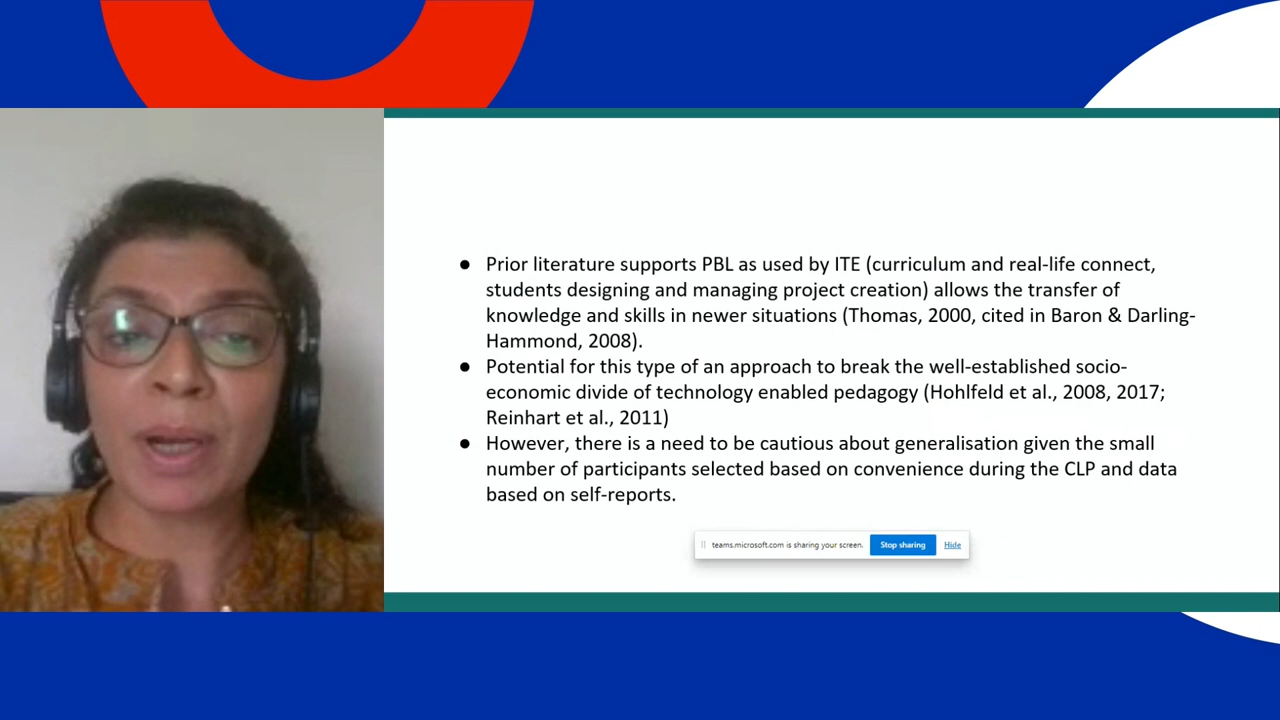 ● Prior literature supports PBL as used by ITE (curriculum and real-life connect,
students designing and managing project creation) allows the transfer of
knowledge and skills in newer situations (Thomas, 2000, cited in Baron & Darling-
Hammond, 2008).
● Potential for this type of an approach to break the well-established socio-
economic divide of technology enabled pedagogy (Hohlfeld et al., 2008, 2017;
Reinhart et al., 2011)
● However, there is a need to be cautious about generalisation given the small
number of participants selected based on convenience during the CLP and data
based on self-reports.
teams.microsoft.com is sharing your screen. Stop sharing Hide